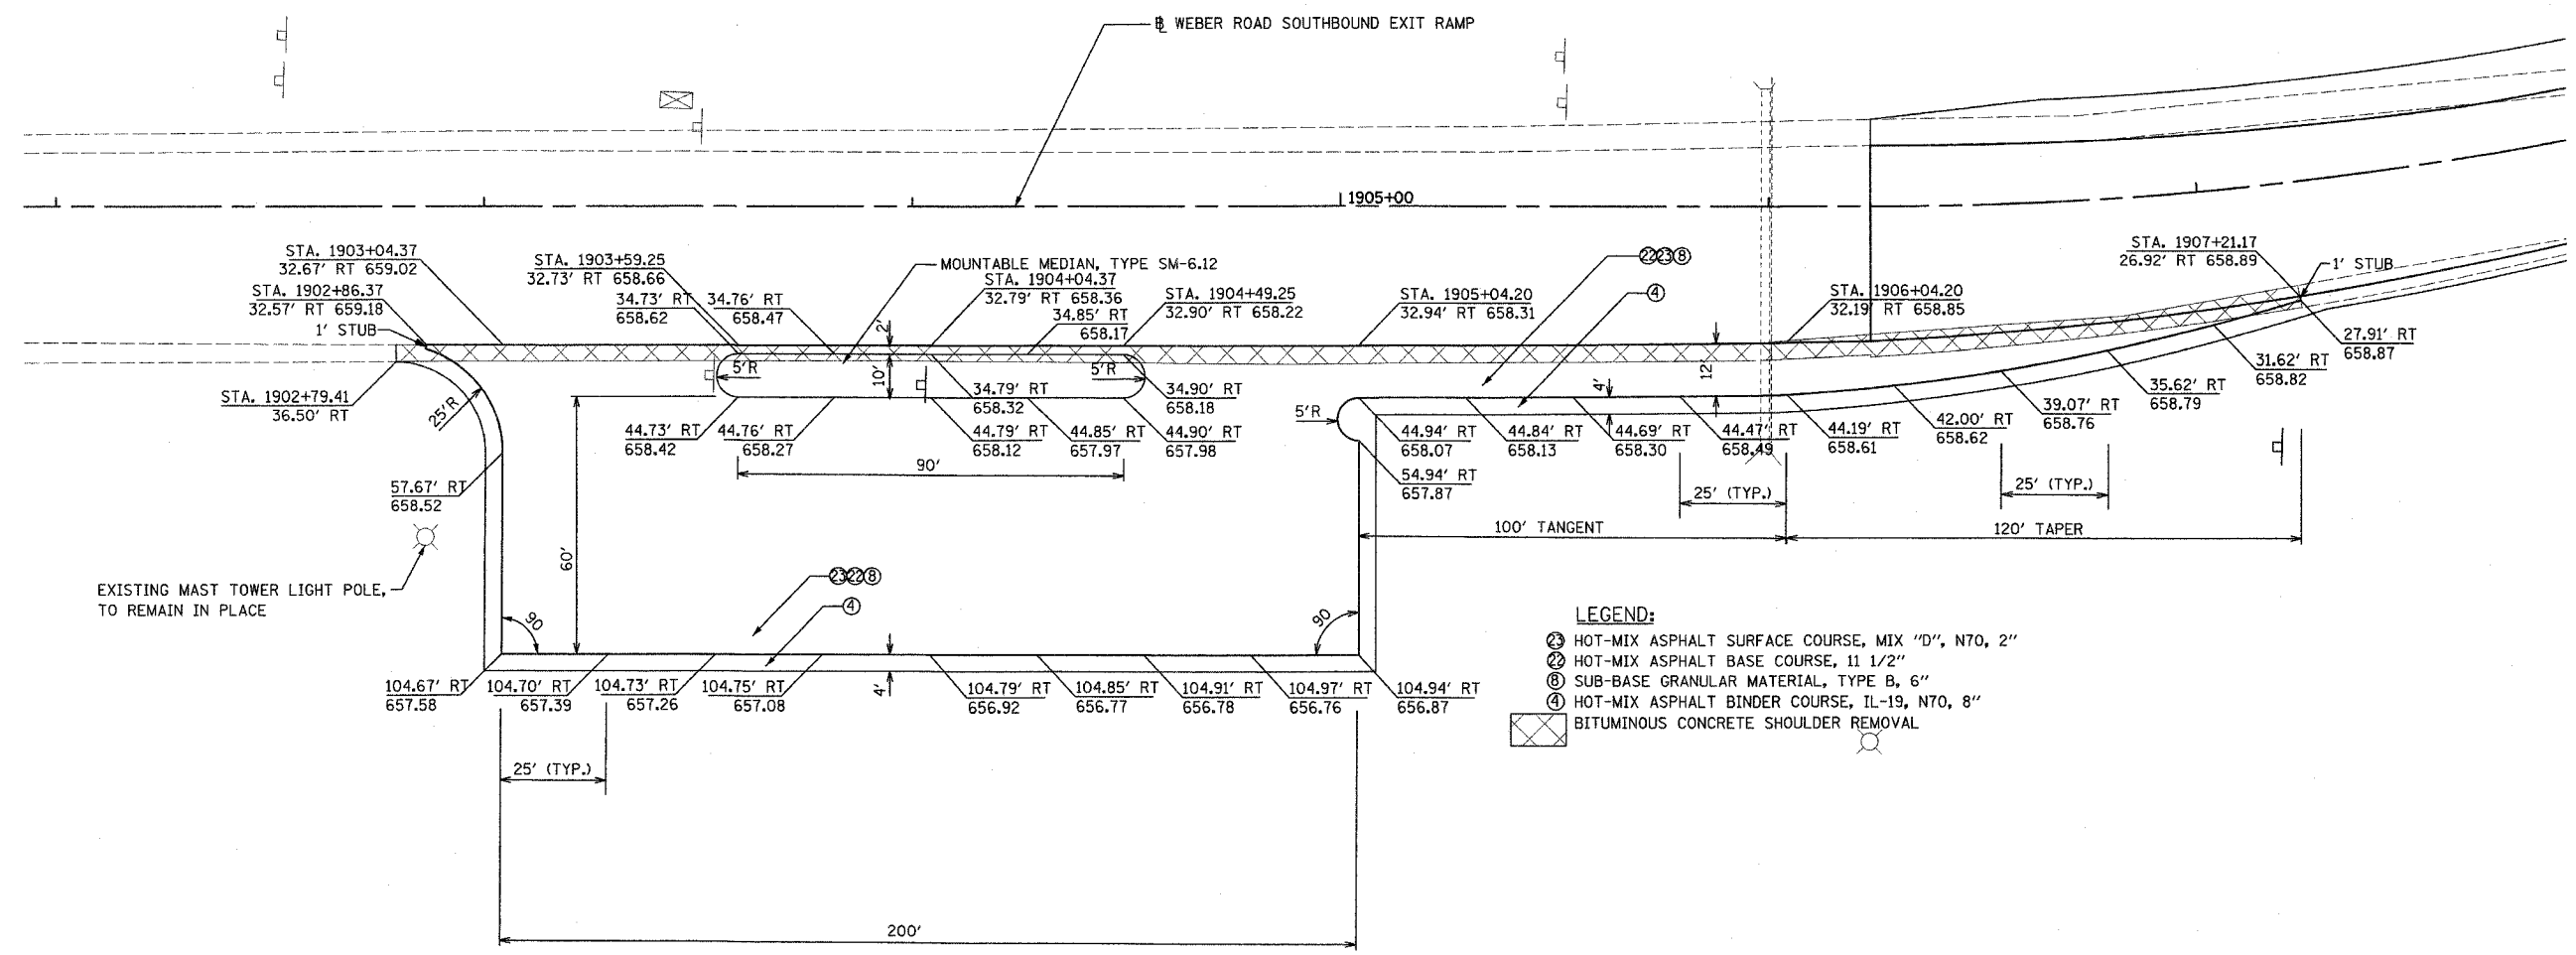 ℄ WEBER ROAD SOUTHBOUND EXIT RAMP
1905+00
STA. 1903+04.37
32.67' RT 659.02
STA. 1902+86.37
32.57' RT 659.18
1' STUB
STA. 1902+79.41
36.50' RT
25'R
STA. 1903+59.25
32.73' RT 658.66
34.73' RT
658.62
34.76' RT
658.47
MOUNTABLE MEDIAN, TYPE SM-6.12
STA. 1904+04.37
32.79' RT 658.36
34.85' RT
658.17
STA. 1904+49.25
32.90' RT 658.22
STA. 1905+04.20
32.94' RT 658.31
22 23 8
4
STA. 1906+04.20
32.19' RT 658.85
STA. 1907+21.17
26.92' RT 658.89
1' STUB
2'
5'R
10'
5'R
34.79' RT
658.32
34.90' RT
658.18
12'
4'
27.91' RT
658.87
31.62' RT
658.82
35.62' RT
658.79
39.07' RT
658.76
42.00' RT
658.62
44.19' RT
658.61
44.47' RT
658.49
44.69' RT
658.30
44.84' RT
658.13
44.94' RT
658.07
5'R
54.94' RT
657.87
44.73' RT
658.42
44.76' RT
658.27
44.79' RT
658.12
44.85' RT
657.97
44.90' RT
657.98
90'
57.67' RT
658.52
60'
25' (TYP.)
25' (TYP.)
100' TANGENT
120' TAPER
EXISTING MAST TOWER LIGHT POLE,
TO REMAIN IN PLACE
23 22 8
4
90
90
4'
104.67' RT
657.58
104.70' RT
657.39
104.73' RT
657.26
104.75' RT
657.08
104.79' RT
656.92
104.85' RT
656.77
104.91' RT
656.78
104.97' RT
656.76
104.94' RT
656.87
25' (TYP.)
200'
LEGEND:
23 HOT-MIX ASPHALT SURFACE COURSE, MIX "D", N70, 2"
22 HOT-MIX ASPHALT BASE COURSE, 11 1/2"
8 SUB-BASE GRANULAR MATERIAL, TYPE B, 6"
4 HOT-MIX ASPHALT BINDER COURSE, IL-19, N70, 8"
BITUMINOUS CONCRETE SHOULDER REMOVAL